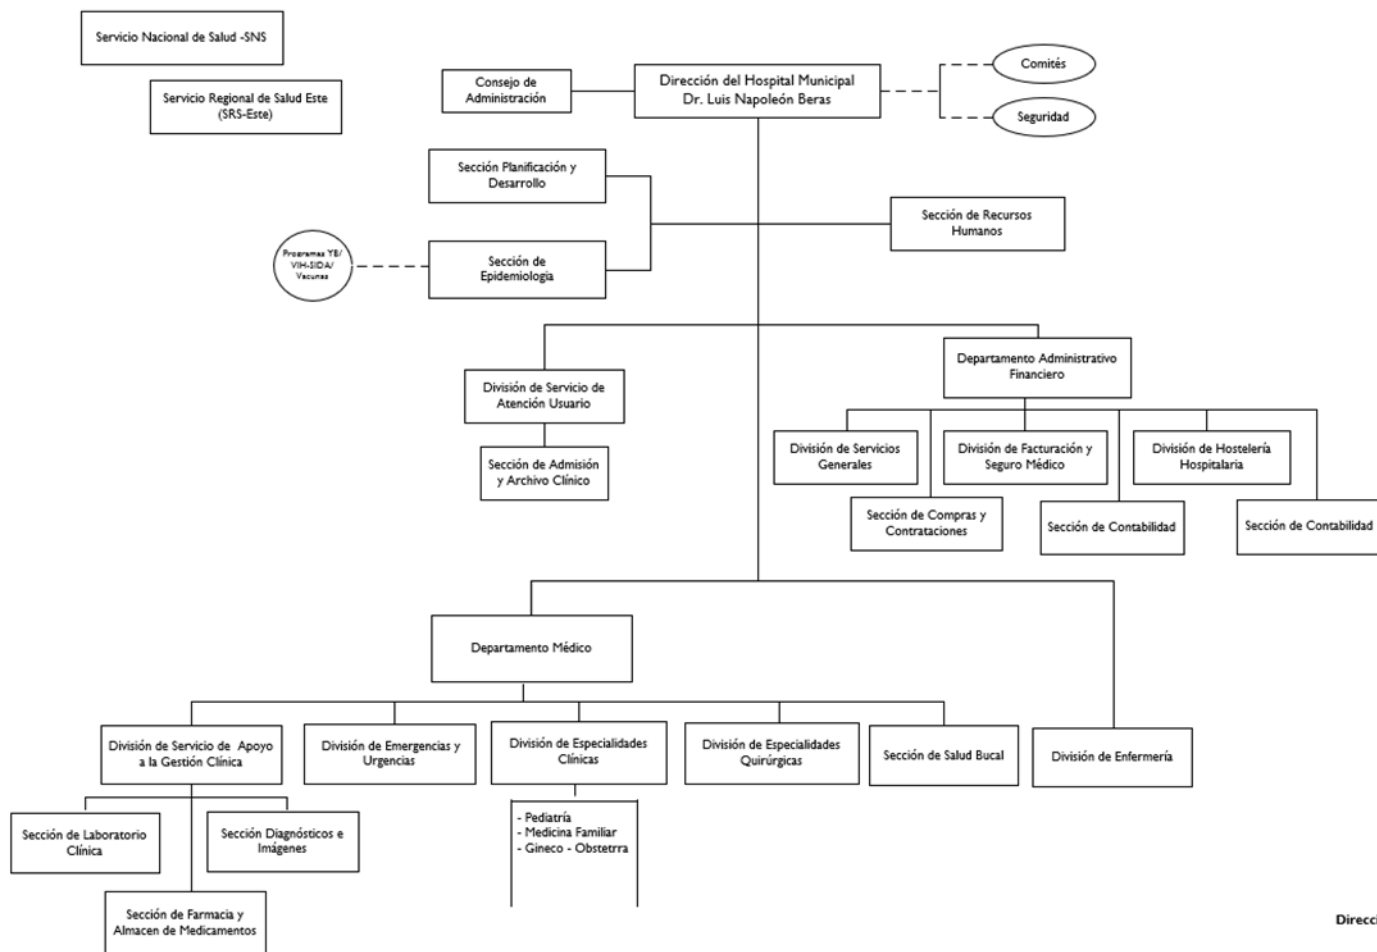 Servicio Nacional de Salud -SNS
Servicio Regional de Salud Este
(SRS-Este)
Consejo de
Administración
Dirección del Hospital Municipal
Dr. Luis Napoleón Beras
Comités
Seguridad
Sección Planificación y
Desarrollo
Sección de Recursos
Humanos
Programas YB/
VIH-SIDA/
Vacunas
Sección de
Epidemiologia
División de Servicio de
Atención Usuario
Departamento Administrativo
Financiero
Sección de Admisión
y Archivo Clínico
División de Servicios
Generales
División de Facturación y
Seguro Médico
División de Hostelería
Hospitalaria
Sección de Compras y
Contrataciones
Sección de Contabilidad
Sección de Contabilidad
Departamento Médico
División de Servicio de Apoyo
a la Gestión Clínica
División de Emergencias y
Urgencias
División de Especialidades
Clínicas
División de Especialidades
Quirúrgicas
Sección de Salud Bucal
División de Enfermería
Sección de Laboratorio
Clínica
Sección Diagnósticos e
Imágenes
- Pediatría
- Medicina Familiar
- Gineco - Obstetrra
Sección de Farmacia y
Almacen de Medicamentos
Direcci